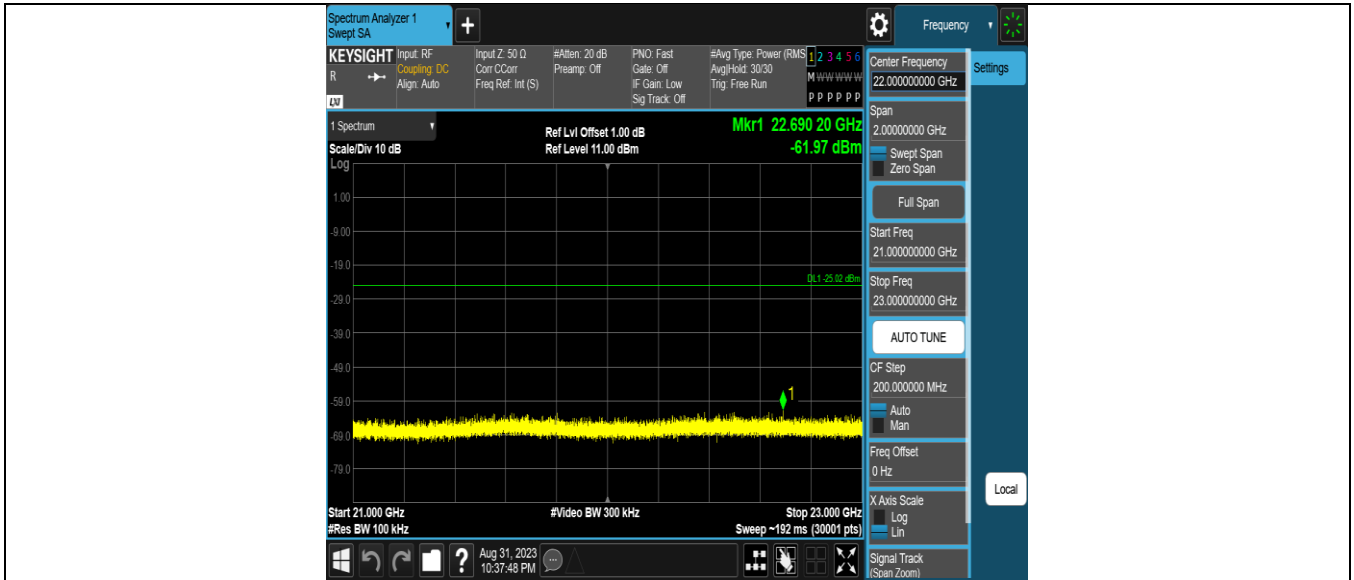 Spectrum Analyzer 1
Swept SA
+
Frequency
KEYSIGHT
R
LXI
Input: RF
Coupling: DC
Align: Auto
Input Z: 50 Ω
Corr CCorr
Freq Ref: Int (S)
#Atten: 20 dB
Preamp: Off
PNO: Fast
Gate: Off
IF Gain: Low
Sig Track: Off
#Avg Type: Power (RMS
Avg|Hold: 30/30
Trig: Free Run
1 2 3 4 5 6
M W W W W W
P P P P P P
1 Spectrum
Scale/Div 10 dB
Log
Ref Lvl Offset 1.00 dB
Ref Level 11.00 dBm
Mkr1 22.690 20 GHz
-61.97 dBm
1.00
-9.00
-19.0
DL1 -25.02 dBm
-29.0
-39.0
-49.0
1
-59.0
-69.0
-79.0
Start 21.000 GHz
#Res BW 100 kHz
#Video BW 300 kHz
Stop 23.000 GHz
Sweep ~192 ms (30001 pts)
?
Aug 31, 2023
10:37:48 PM
Center Frequency
22.000000000 GHz
Settings
Span
2.00000000 GHz
Swept Span
Zero Span
Full Span
Start Freq
21.000000000 GHz
Stop Freq
23.000000000 GHz
AUTO TUNE
CF Step
200.000000 MHz
Auto
Man
Freq Offset
0 Hz
X Axis Scale
Log
Lin
Local
Signal Track
(Span Zoom)